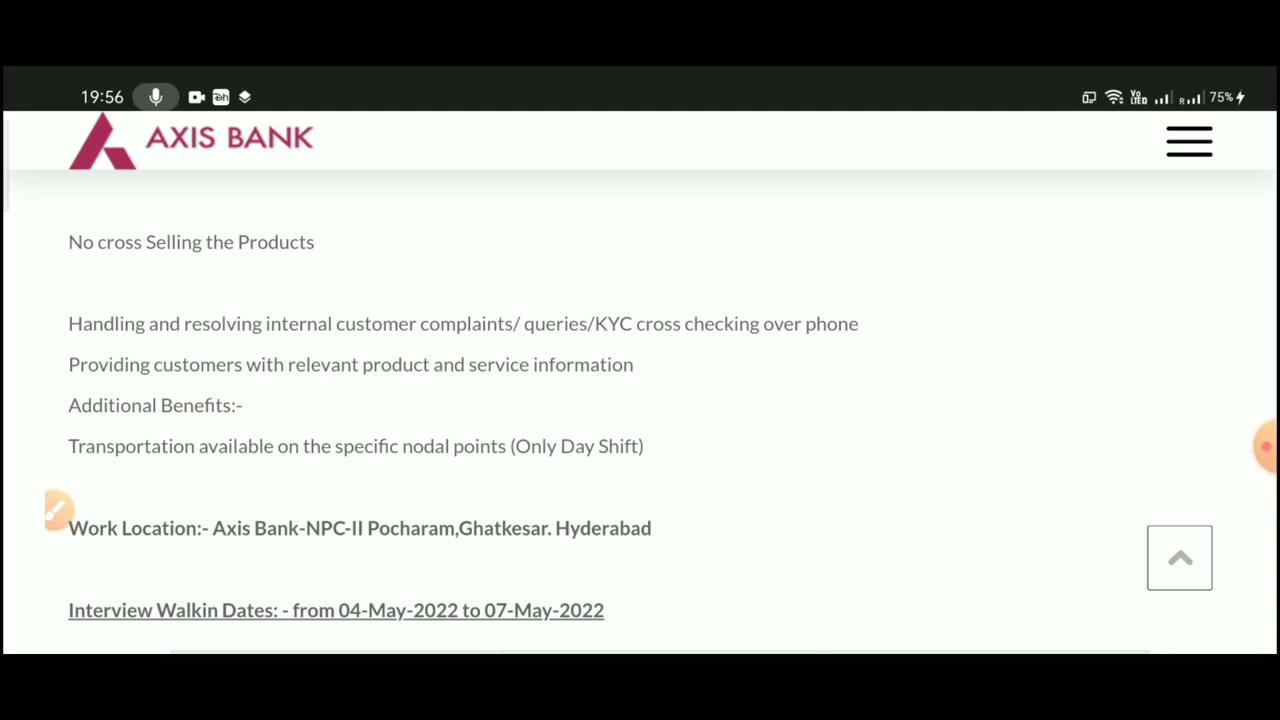 19:56
75%
AXIS BANK
No cross Selling the Products
Handling and resolving internal customer complaints/ queries/KYC cross checking over phone
Providing customers with relevant product and service information
Additional Benefits:-
Transportation available on the specific nodal points (Only Day Shift)
Work Location:- Axis Bank-NPC-II Pocharam,Ghatkesar. Hyderabad
Interview Walkin Dates: - from 04-May-2022 to 07-May-2022